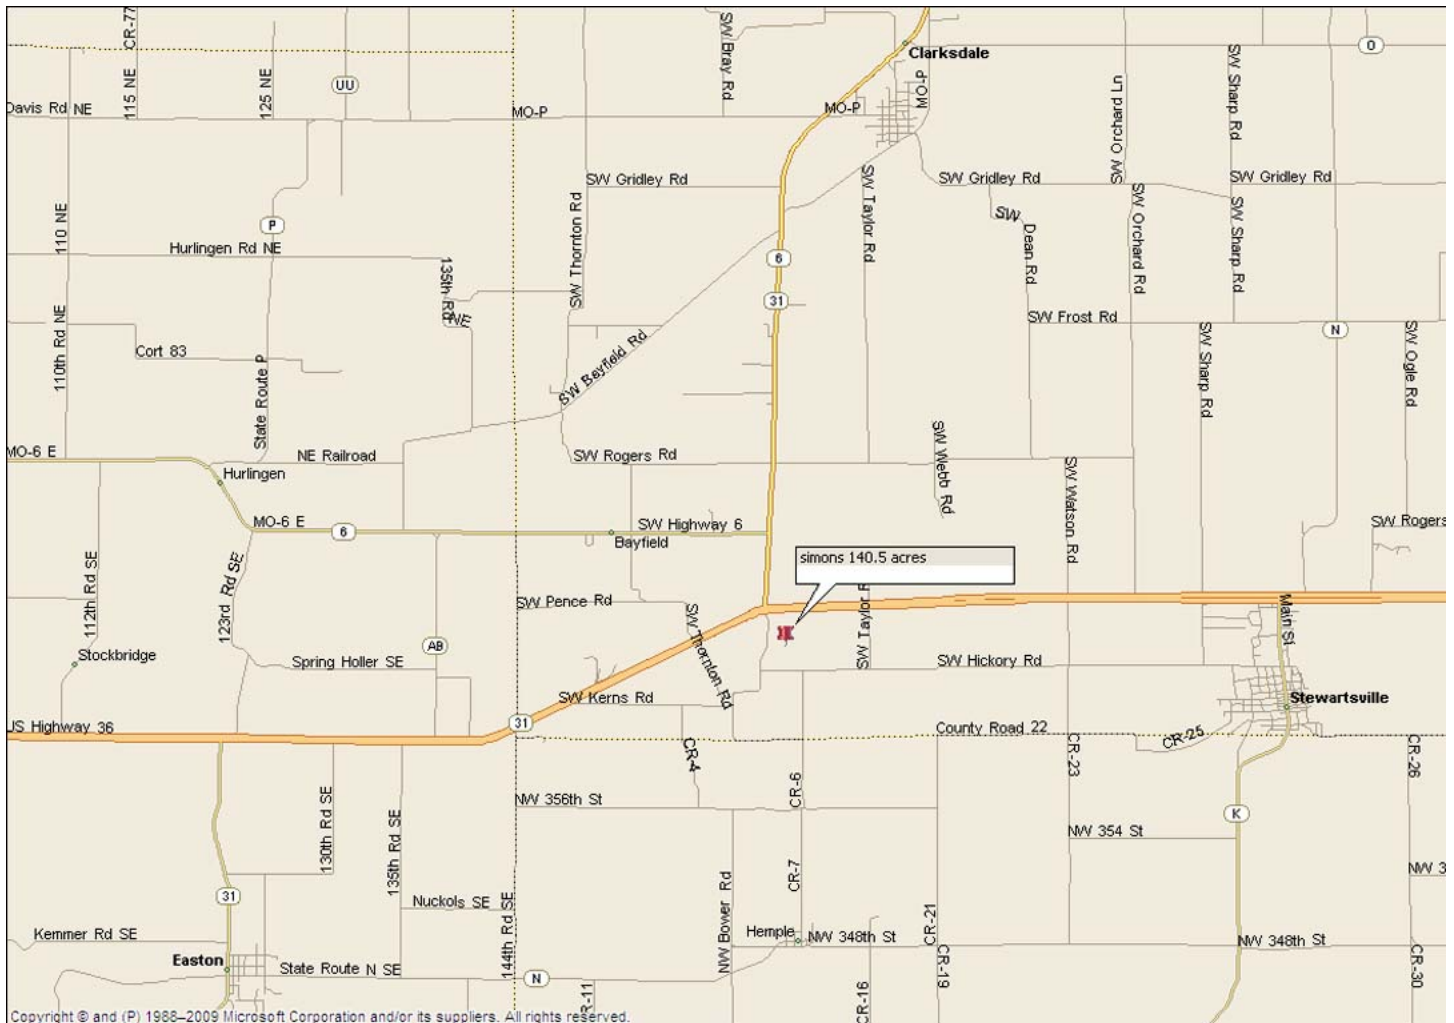 CR-77
SW Bray Rd
Clarksdale
O
115 NE
125 NE
UU
MO-P
SW Orchard Ln
SW Sharp Rd
Davis Rd NE
MO-P
MO-P
SW Gridley Rd
SW Gridley Rd
SW Gridley Rd
110 NE
P
SW Thornton Rd
SW Taylor Rd
SW Dean Rd
SW Orchard Rd
SW Sharp Rd
Hurlingen Rd NE
6
135th Rd NE
31
SW Frost Rd
N
110th Rd NE
Cort 83
SW Bayfield Rd
SW Sharp Rd
SW Ogle Rd
State Route P
MO-6 E
NE Railroad
SW Rogers Rd
SW Webb Rd
SW Watson Rd
Hurlingen
MO-6 E
6
SW Highway 6
SW Rogers
Bayfield
simons 140.5 acres
112th Rd SE
123rd Rd SE
SW Pence Rd
SW Thornton Rd
SW Taylor R
Main St
AB
Stockbridge
Spring Holler SE
SW Hickory Rd
SW Kerns Rd
Stewartsville
US Highway 36
31
County Road 22
CR-25
CR-4
CR-6
CR-23
CR-26
NW 356th St
130th Rd SE
135th Rd SE
K
NW 354 St
CR-7
NW 3
31
Nuckols SE
144th Rd SE
NW Bower Rd
CR-21
Kemmer Rd SE
Hemple
NW 348th St
NW 348th St
Easton
State Route N SE
N
CR-11
CR-16
CR-19
CR-30
Copyright © and (P) 1988–2009 Microsoft Corporation and/or its suppliers. All rights reserved.